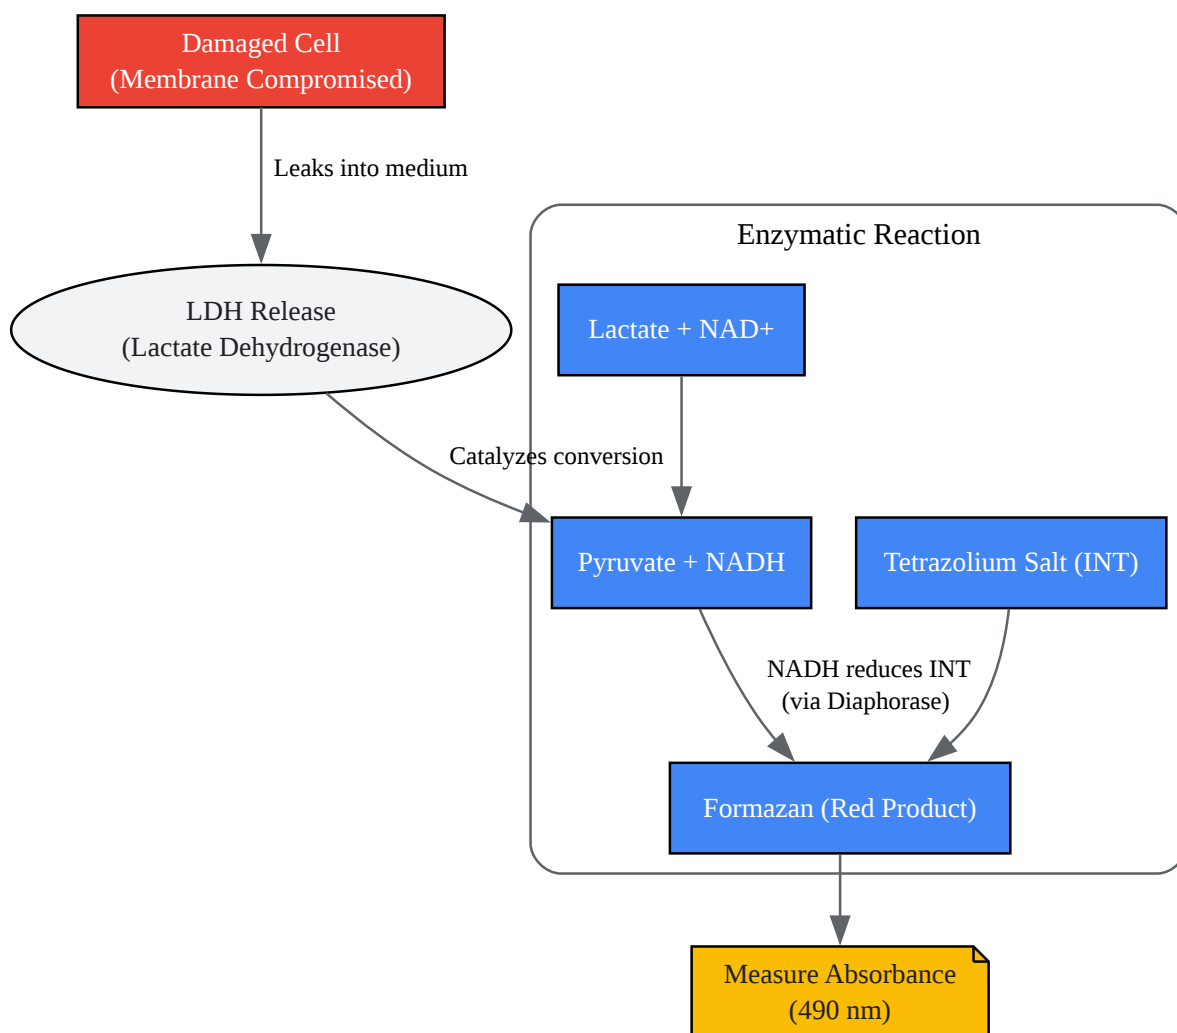 Damaged Cell
(Membrane Compromised)
Leaks into medium
LDH Release
(Lactate Dehydrogenase)
Enzymatic Reaction
Lactate + NAD+
Catalyzes conversion
Pyruvate + NADH
Tetrazolium Salt (INT)
NADH reduces INT
(via Diaphorase)
Formazan (Red Product)
Measure Absorbance
(490 nm)